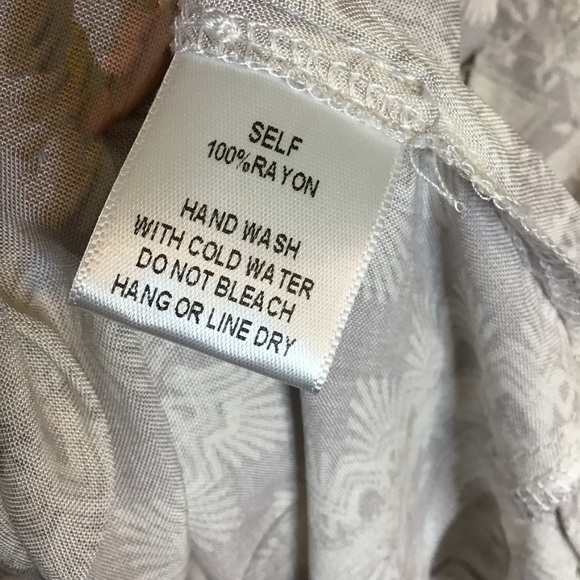 SELF
100%RAYON
HAND WASH
WITH COLD WATER
DO NOT BLEACH
HANG OR LINE DRY